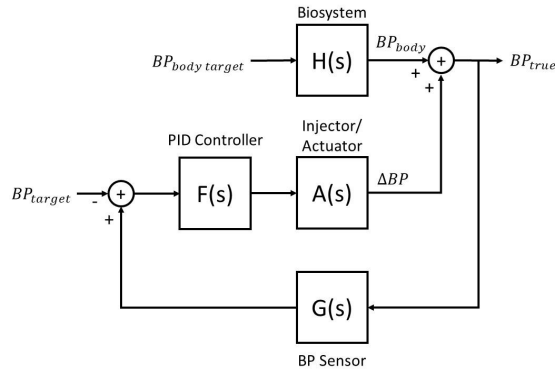 Biosystem
BP_body target
H(s)
BP_body
+
+
+
BP_true
PID Controller
Injector/
Actuator
BP_target
-
+
+
F(s)
A(s)
ΔBP
G(s)
BP Sensor